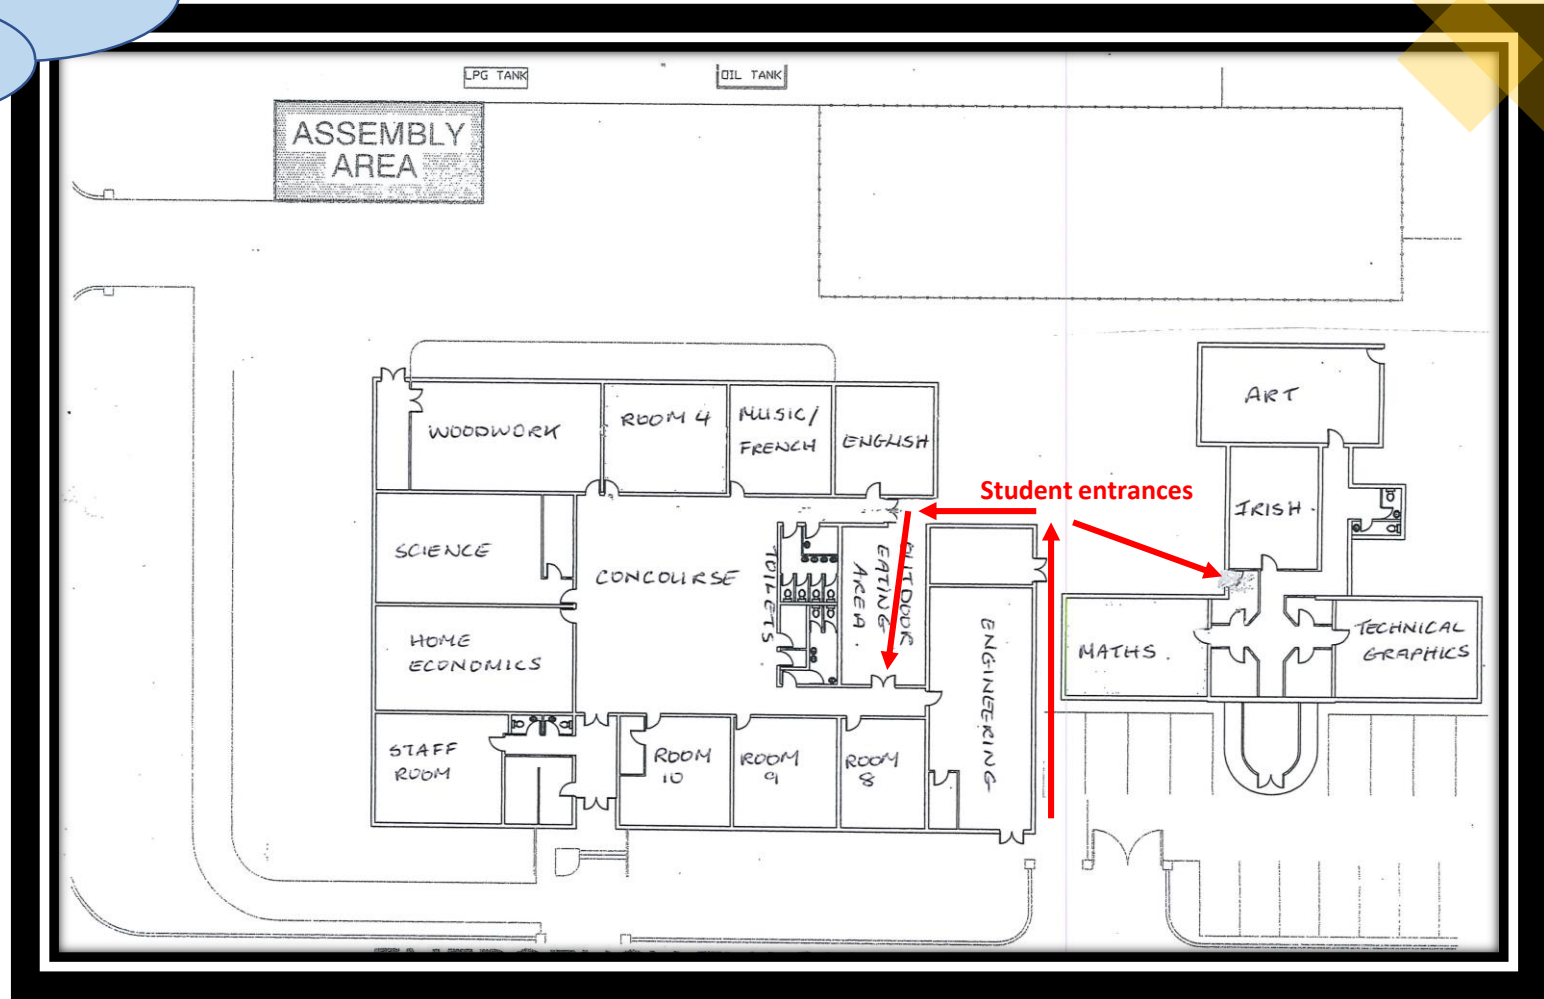 LPG TANK
OIL TANK
ASSEMBLY
AREA
WOODWORK
ROOM 4
MUSIC/
FRENCH
ENGLISH
ART
Student entrances
IRISH.
SCIENCE
CONCOURSE
TOILETS
OUTDOOR
EATING
AREA.
HOME
ECONOMICS
ENGINEERING
MATHS.
TECHNICAL
GRAPHICS
STAFF
ROOM
ROOM
10
ROOM
9
ROOM
8